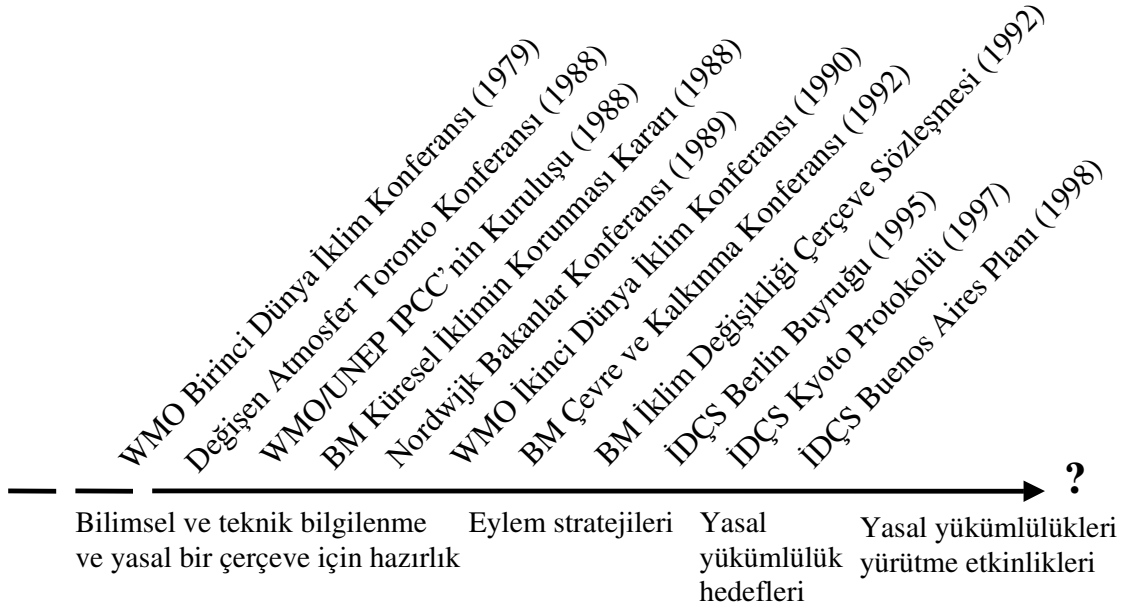 WMO Birinci Dünya İklim Konferansı (1979)
Değişen Atmosfer Toronto Konferansı (1988)
WMO/UNEP IPCC’nin Kuruluşu (1988)
BM Küresel İklimin Korunması Kararı (1988)
Nordwijk Bakanlar Konferansı (1989)
WMO İkinci Dünya İklim Konferansı (1990)
BM Çevre ve Kalkınma Konferansı (1992)
BM İklim Değişikliği Çerçeve Sözleşmesi (1992)
İDÇS Berlin Buyruğu (1995)
İDÇS Kyoto Protokolü (1997)
İDÇS Buenos Aires Planı (1998)
?
Bilimsel ve teknik bilgilenme
ve yasal bir çerçeve için hazırlık
Eylem stratejileri
Yasal
yükümlülük
hedefleri
Yasal yükümlülükleri
yürütme etkinlikleri